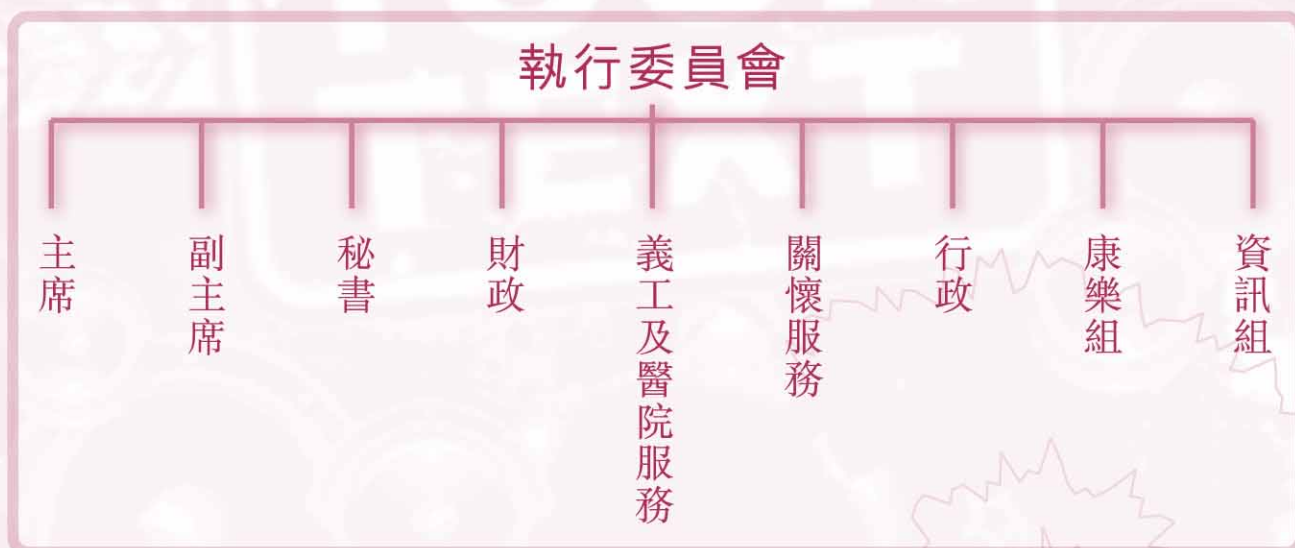 執行委員會
主席
副主席
秘書
財政
義工及醫院服務
關懷服務
行政
康樂組
資訊組